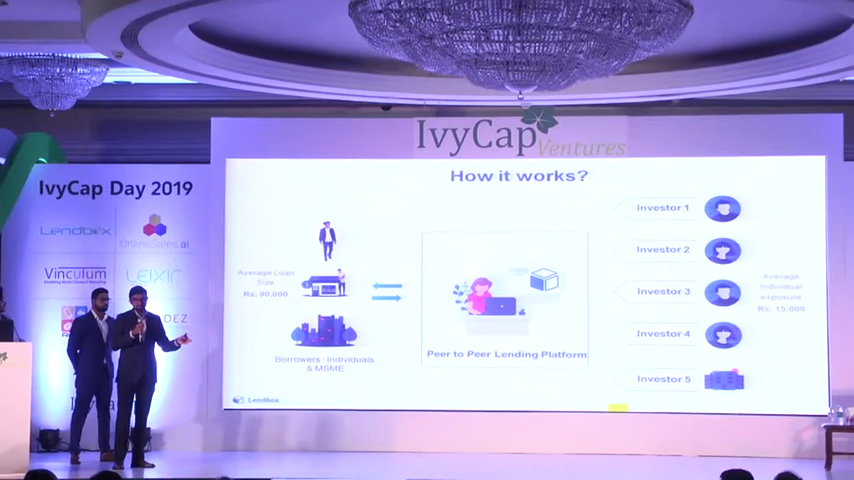 IvyCap
Ventures
IvyCap Day 2019
Lendbox
OnlineSales.ai
Vinculum
LEIXIR
DEZ
How it works?
Average Loan
Size
Rs. 90,000
Borrowers : Individuals
& MSME
Peer to Peer Lending Platform
Investor 1
Investor 2
Investor 3
Investor 4
Investor 5
Average
Individual
exposure
Rs. 15,000
Lendbox